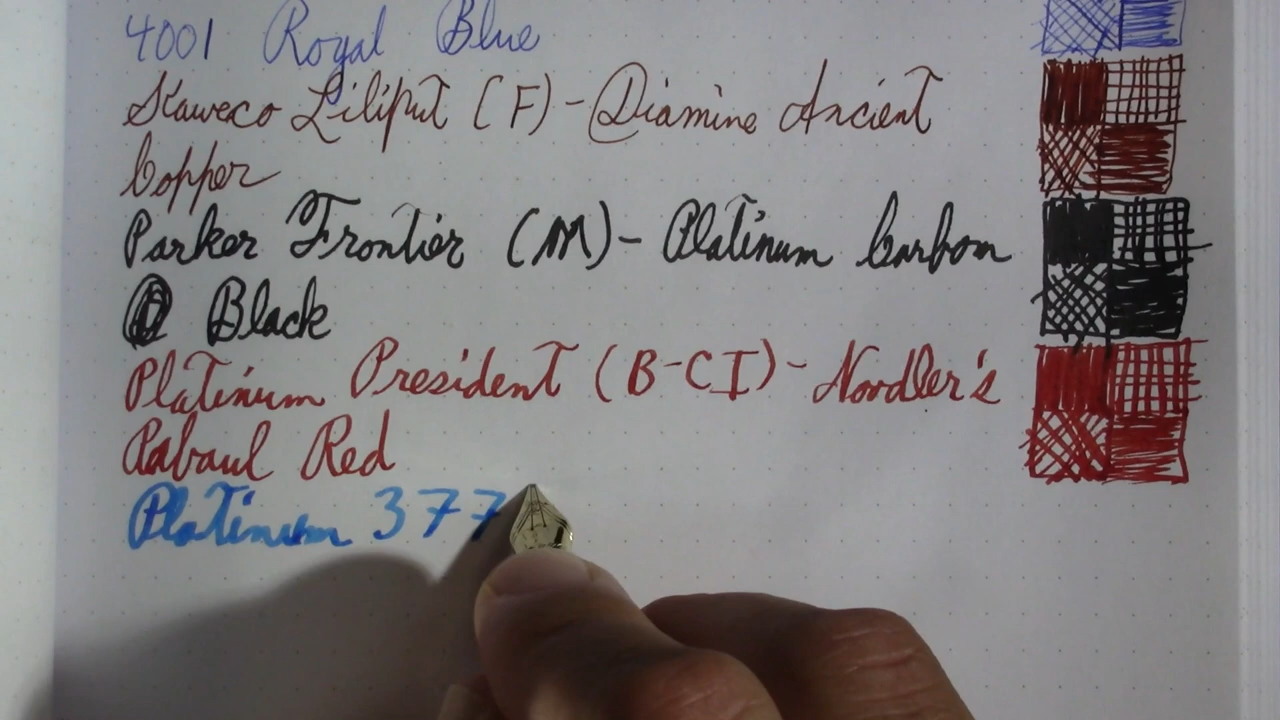 4001 Royal Blue
Kaweco Liliput (F) - Diamine Ancient
Copper
Parker Frontier (M) - Platinum Carbon
Black
Platinum President (B-CI) - Noodler's
Rabaul Red
Platinum 377